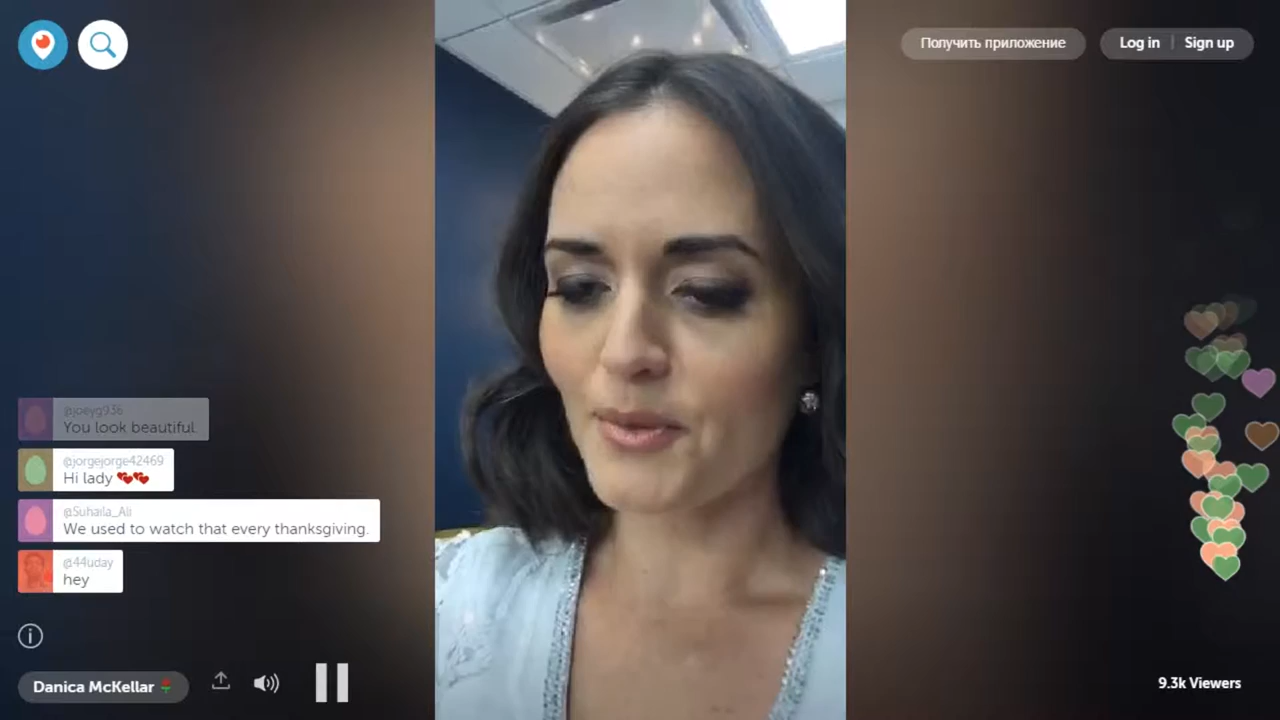 Получить приложение
Log in
Sign up
@joeyg936
You look beautiful.
@jorgejorge42469
Hi lady
@Suhaila_Ali
We used to watch that every thanksgiving.
@44uday
hey
Danica McKellar
9.3k Viewers